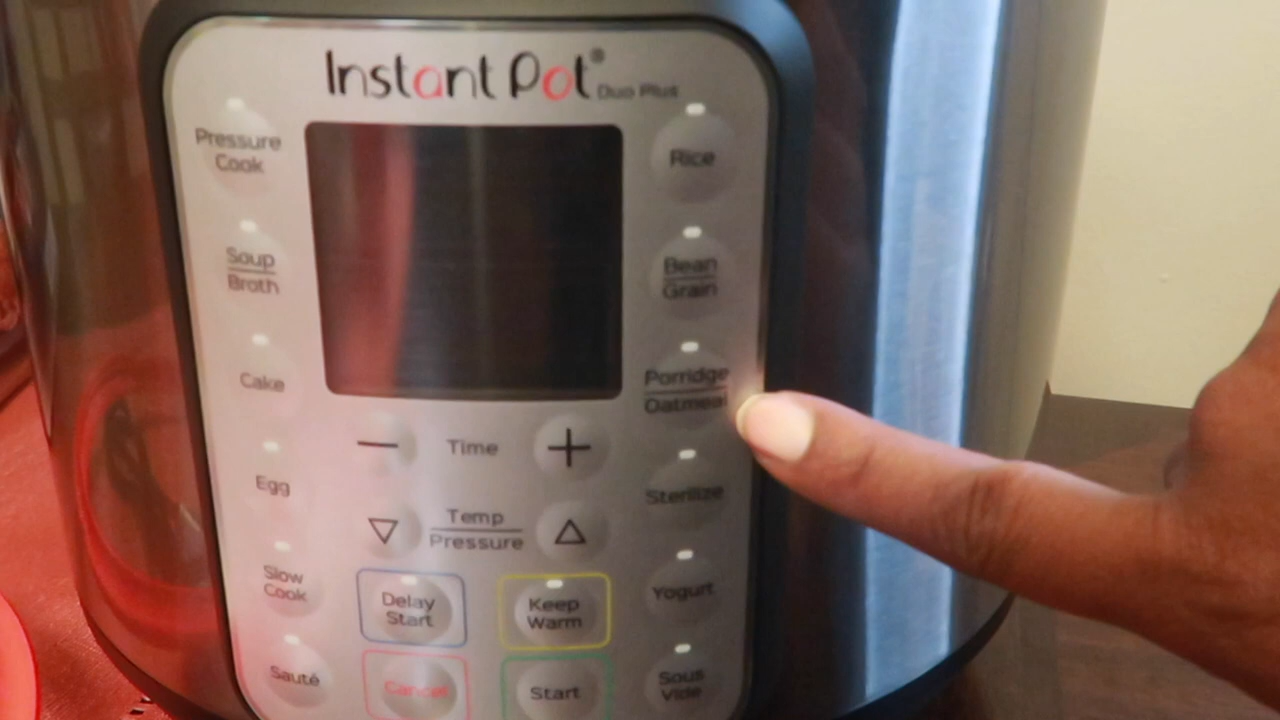 Instant Pot®
Duo Plus
Pressure
Cook
Rice
Soup
Broth
Bean
Grain
Cake
Porridge
Oatmeal
Time
Egg
Sterilize
Temp
Pressure
Slow
Cook
Delay
Start
Keep
Warm
Yogurt
Sauté
Cancel
Start
Sous
Vide